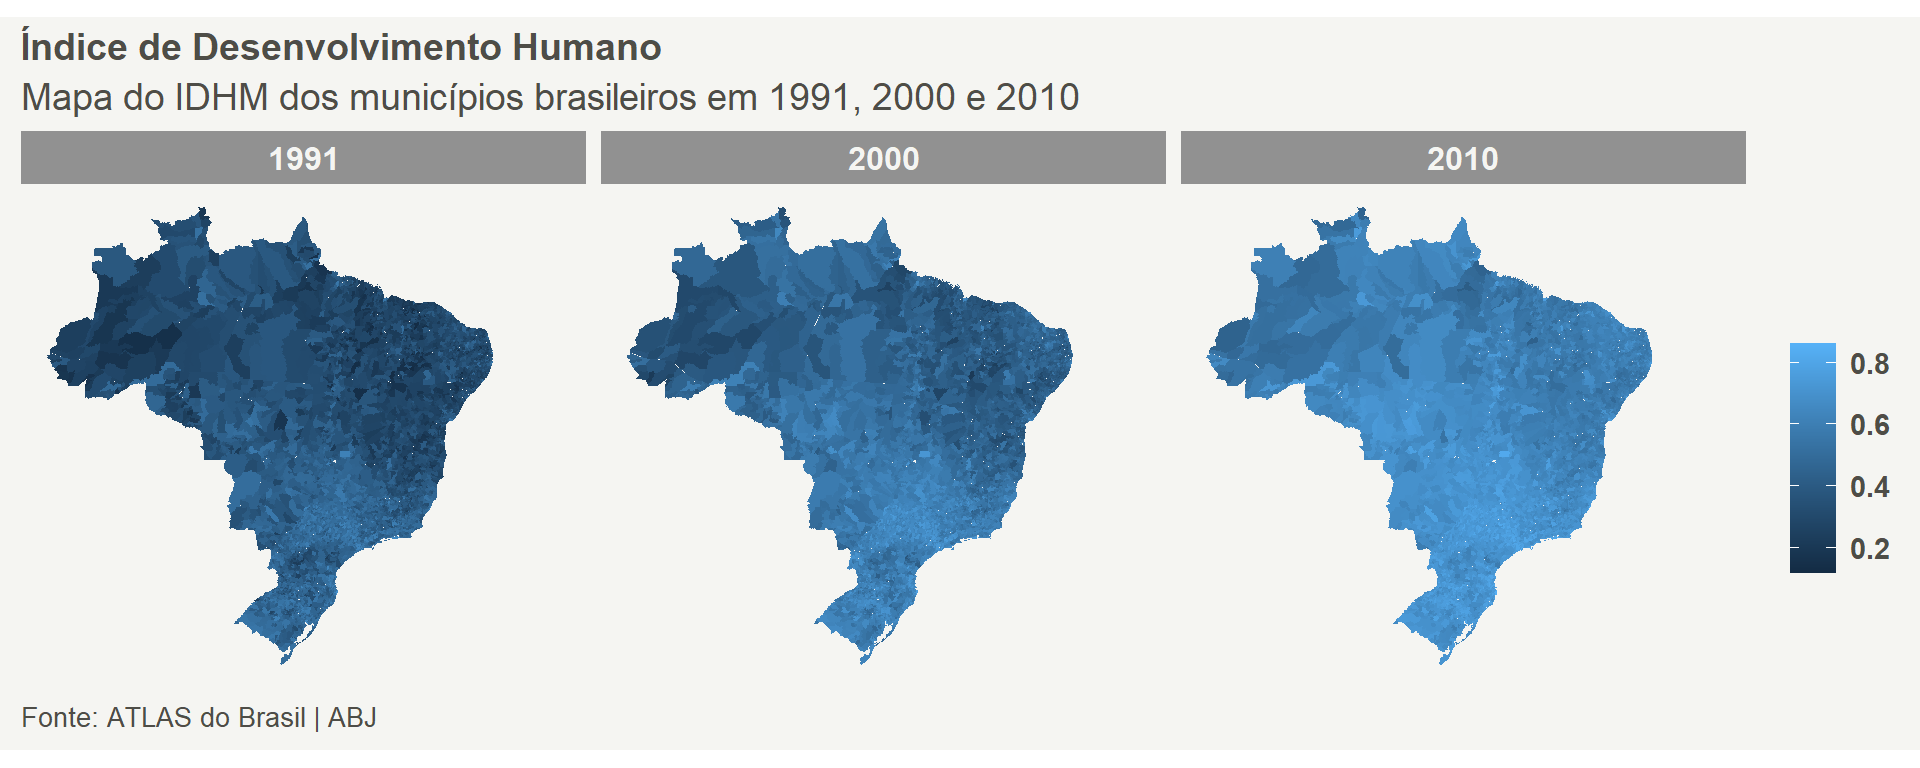 Índice de Desenvolvimento Humano
Mapa do IDHM dos municípios brasileiros em 1991, 2000 e 2010
1991
2000
2010
0.8
0.6
0.4
0.2
Fonte: ATLAS do Brasil | ABJ